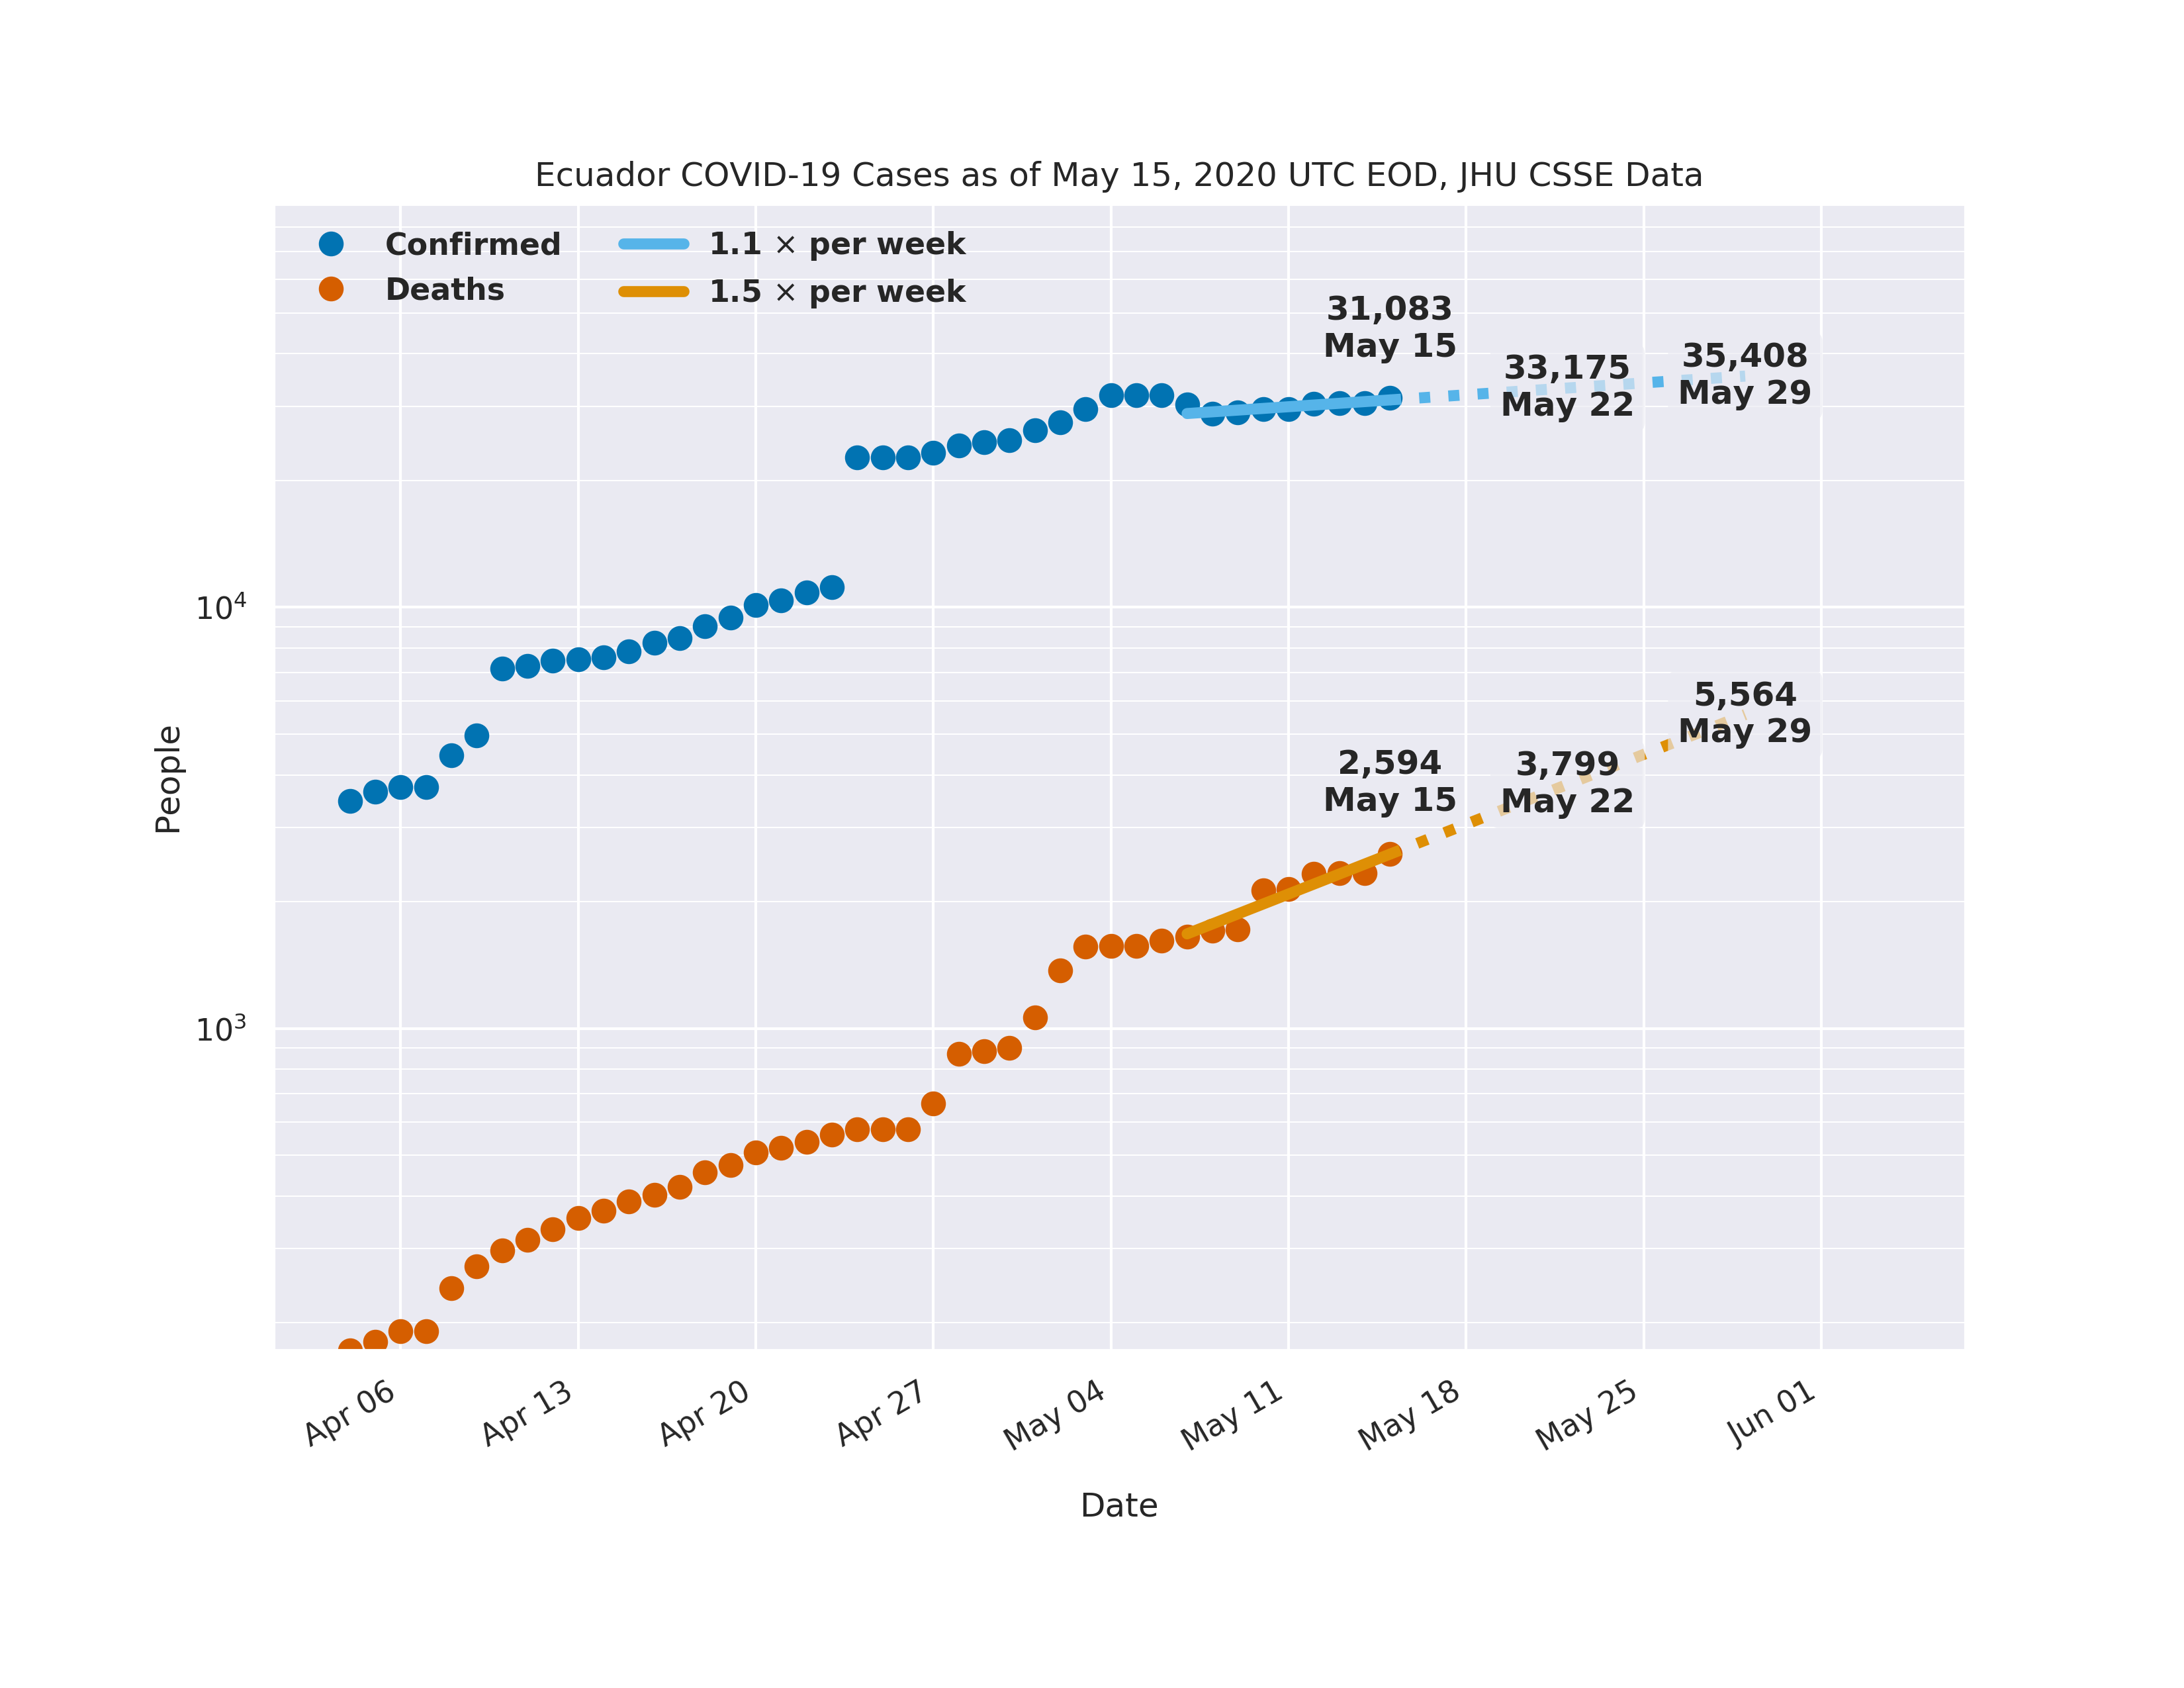 Ecuador COVID-19 Cases as of May 15, 2020 UTC EOD, JHU CSSE Data
Confirmed
Deaths
1.1 × per week
1.5 × per week
31,083
May 15
33,175
May 22
35,408
May 29
2,594
May 15
3,799
May 22
5,564
May 29
People
10⁴
10³
Apr 06
Apr 13
Apr 20
Apr 27
May 04
May 11
May 18
May 25
Jun 01
Date